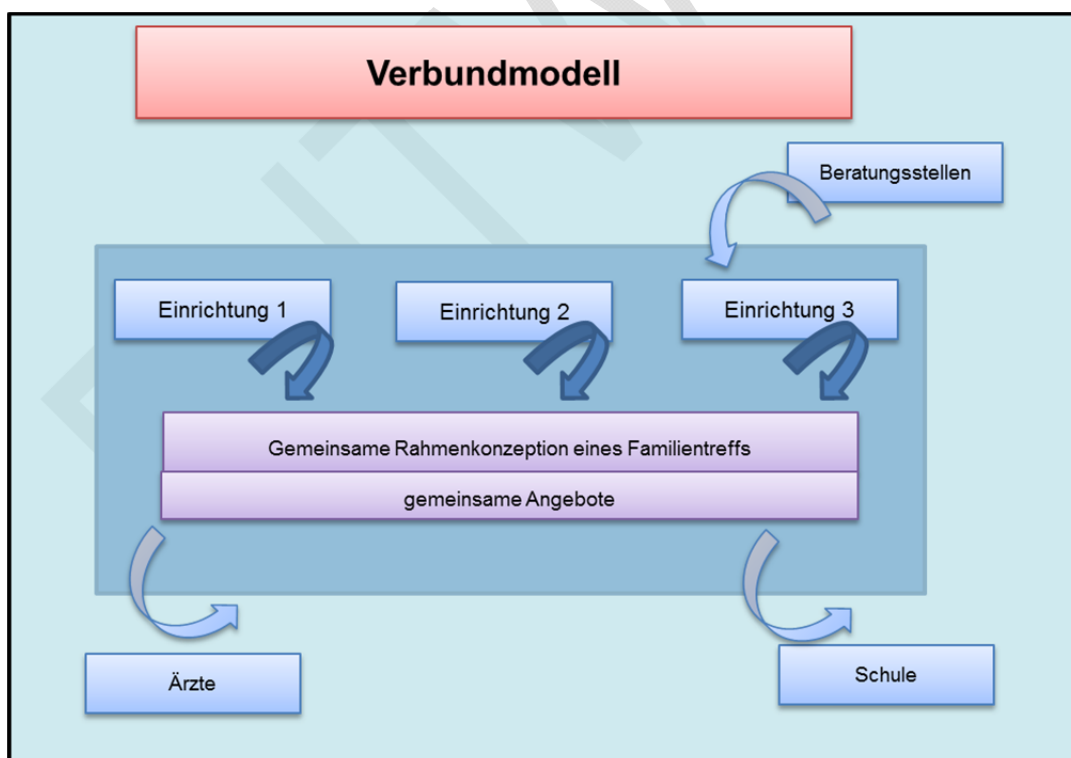 Verbundmodell
Beratungsstellen
Einrichtung 1
Einrichtung 2
Einrichtung 3
Gemeinsame Rahmenkonzeption eines Familientreffs
gemeinsame Angebote
Ärzte
Schule